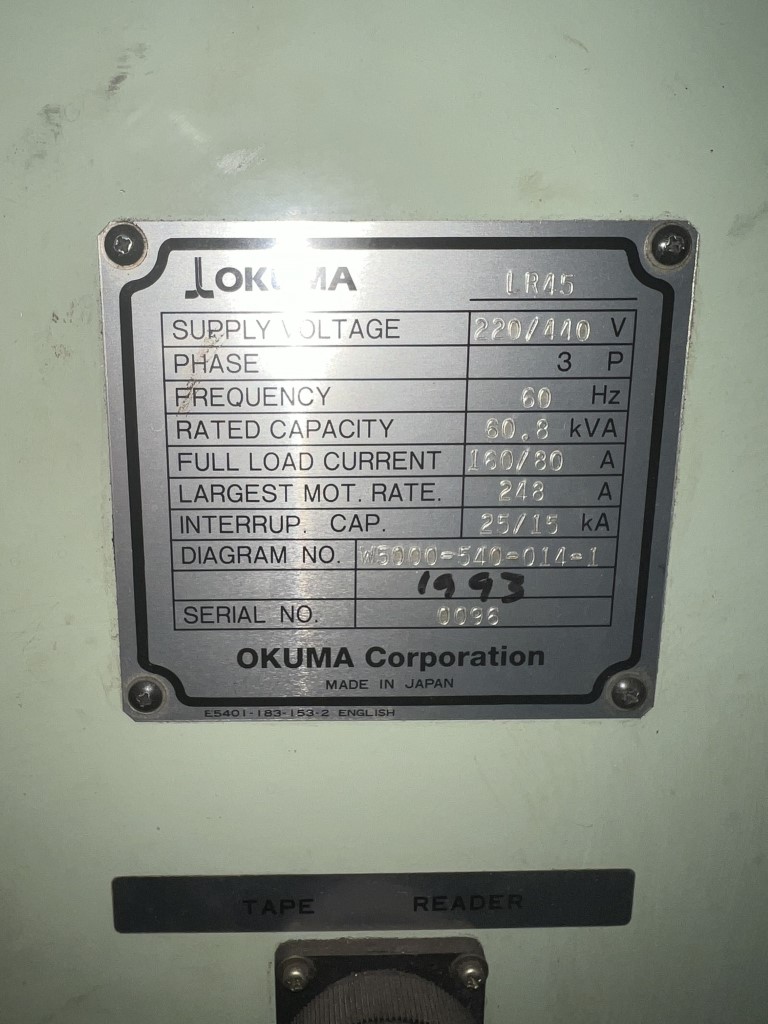 OKUMA LR45
SUPPLY VOLTAGE 220/440 V
PHASE 3 P
FREQUENCY 60 Hz
RATED CAPACITY 60.8 kVA
FULL LOAD CURRENT 160/80 A
LARGEST MOT. RATE. 248 A
INTERRUP. CAP. 25/15 kA
DIAGRAM NO. W5000-540-014-1
1993
SERIAL NO. 0096
OKUMA Corporation
MADE IN JAPAN
E5401-183-153-2 ENGLISH
TAPE READER